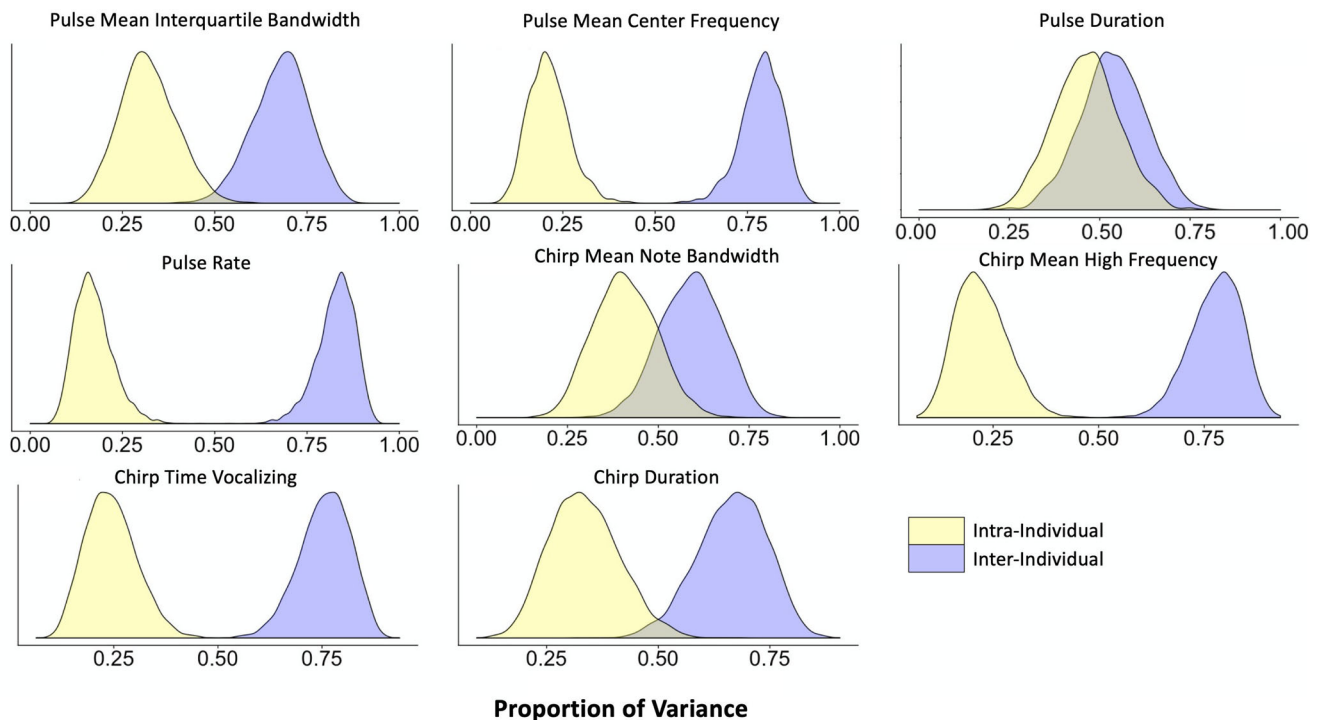 Pulse Mean Interquartile Bandwidth
Pulse Mean Center Frequency
Pulse Duration
0.00 0.25 0.50 0.75 1.00
0.00 0.25 0.50 0.75 1.00
0.00 0.25 0.50 0.75 1.00
Pulse Rate
Chirp Mean Note Bandwidth
Chirp Mean High Frequency
0.00 0.25 0.50 0.75 1.00
0.00 0.25 0.50 0.75 1.00
0.25 0.50 0.75
Chirp Time Vocalizing
Chirp Duration
Intra-Individual
Inter-Individual
0.25 0.50 0.75
0.25 0.50 0.75
Proportion of Variance